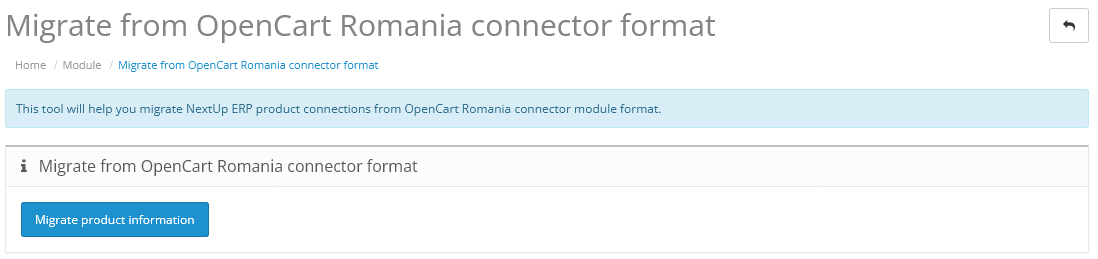 Migrate from OpenCart Romania connector format
Home / Module / Migrate from OpenCart Romania connector format
This tool will help you migrate NextUp ERP product connections from OpenCart Romania connector module format.
Migrate from OpenCart Romania connector format
Migrate product information